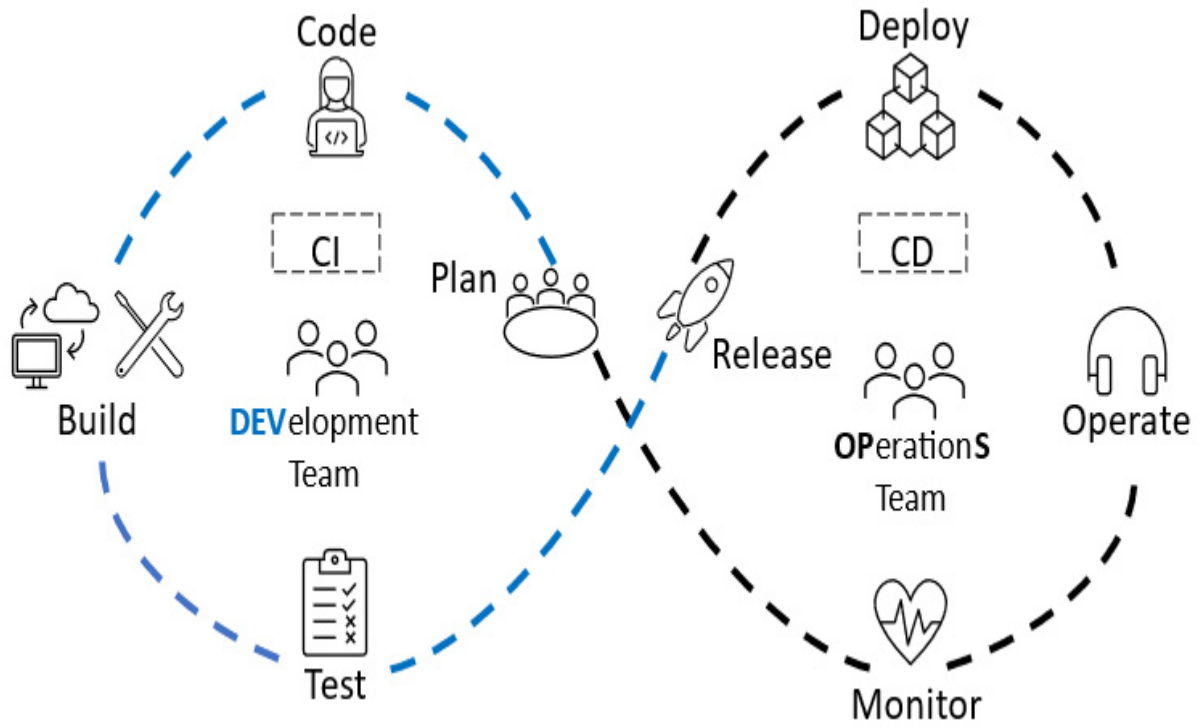 Code
Deploy
</>
CI
CD
Plan
Release
Build
Operate
DEVelopment
Team
OPerationS
Team
Test
Monitor